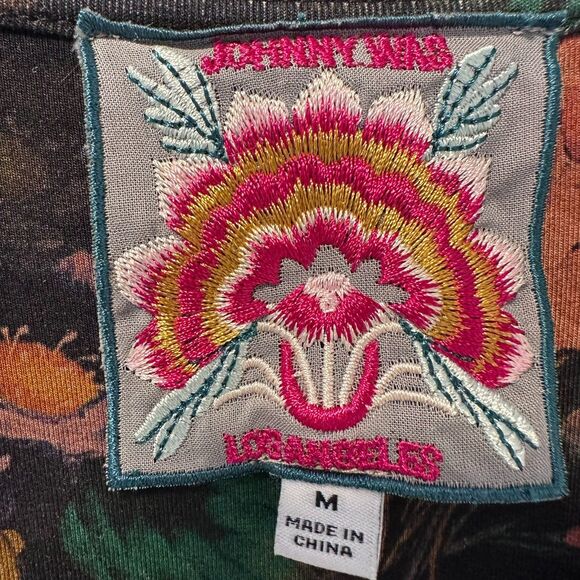 JOHNNY WAS
LOS ANGELES
M
MADE IN
CHINA